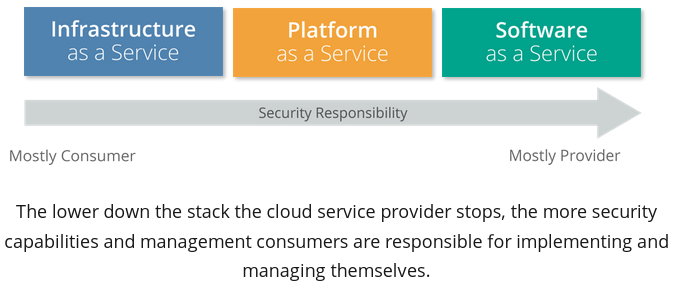 Infrastructure
as a Service
Platform
as a Service
Software
as a Service
Security Responsibility
Mostly Consumer
Mostly Provider
The lower down the stack the cloud service provider stops, the more security
capabilities and management consumers are responsible for implementing and
managing themselves.